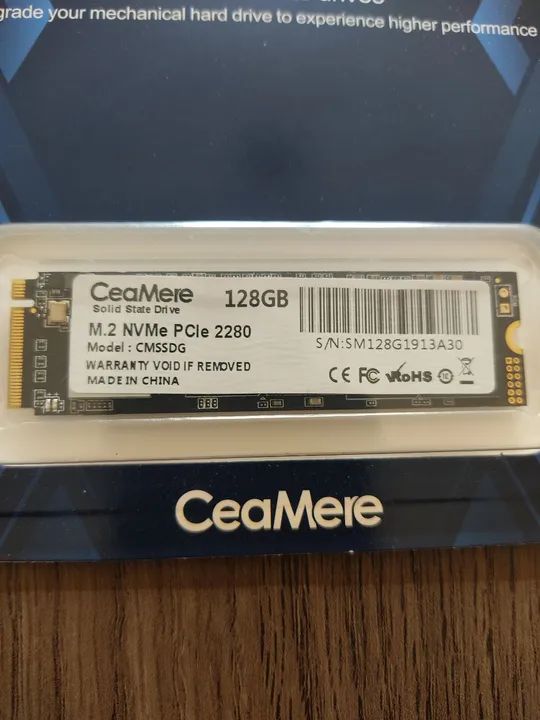 grade your mechanical hard drive to experience higher performance
CeaMere
Solid State Drive
128GB
M.2 NVMe PCIe 2280
Model : CMSSDG
WARRANTY VOID IF REMOVED
MADE IN CHINA
S/N:SM128G1913A30
CE FC RoHS 10
CeaMere